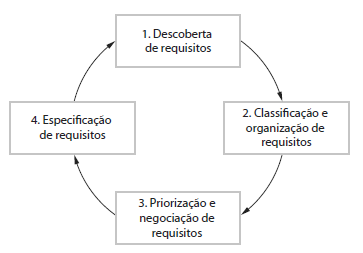 1. Descoberta
de requisitos
2. Classificação e
organização de
requisitos
3. Priorização e
negociação de
requisitos
4. Especificação
de requisitos